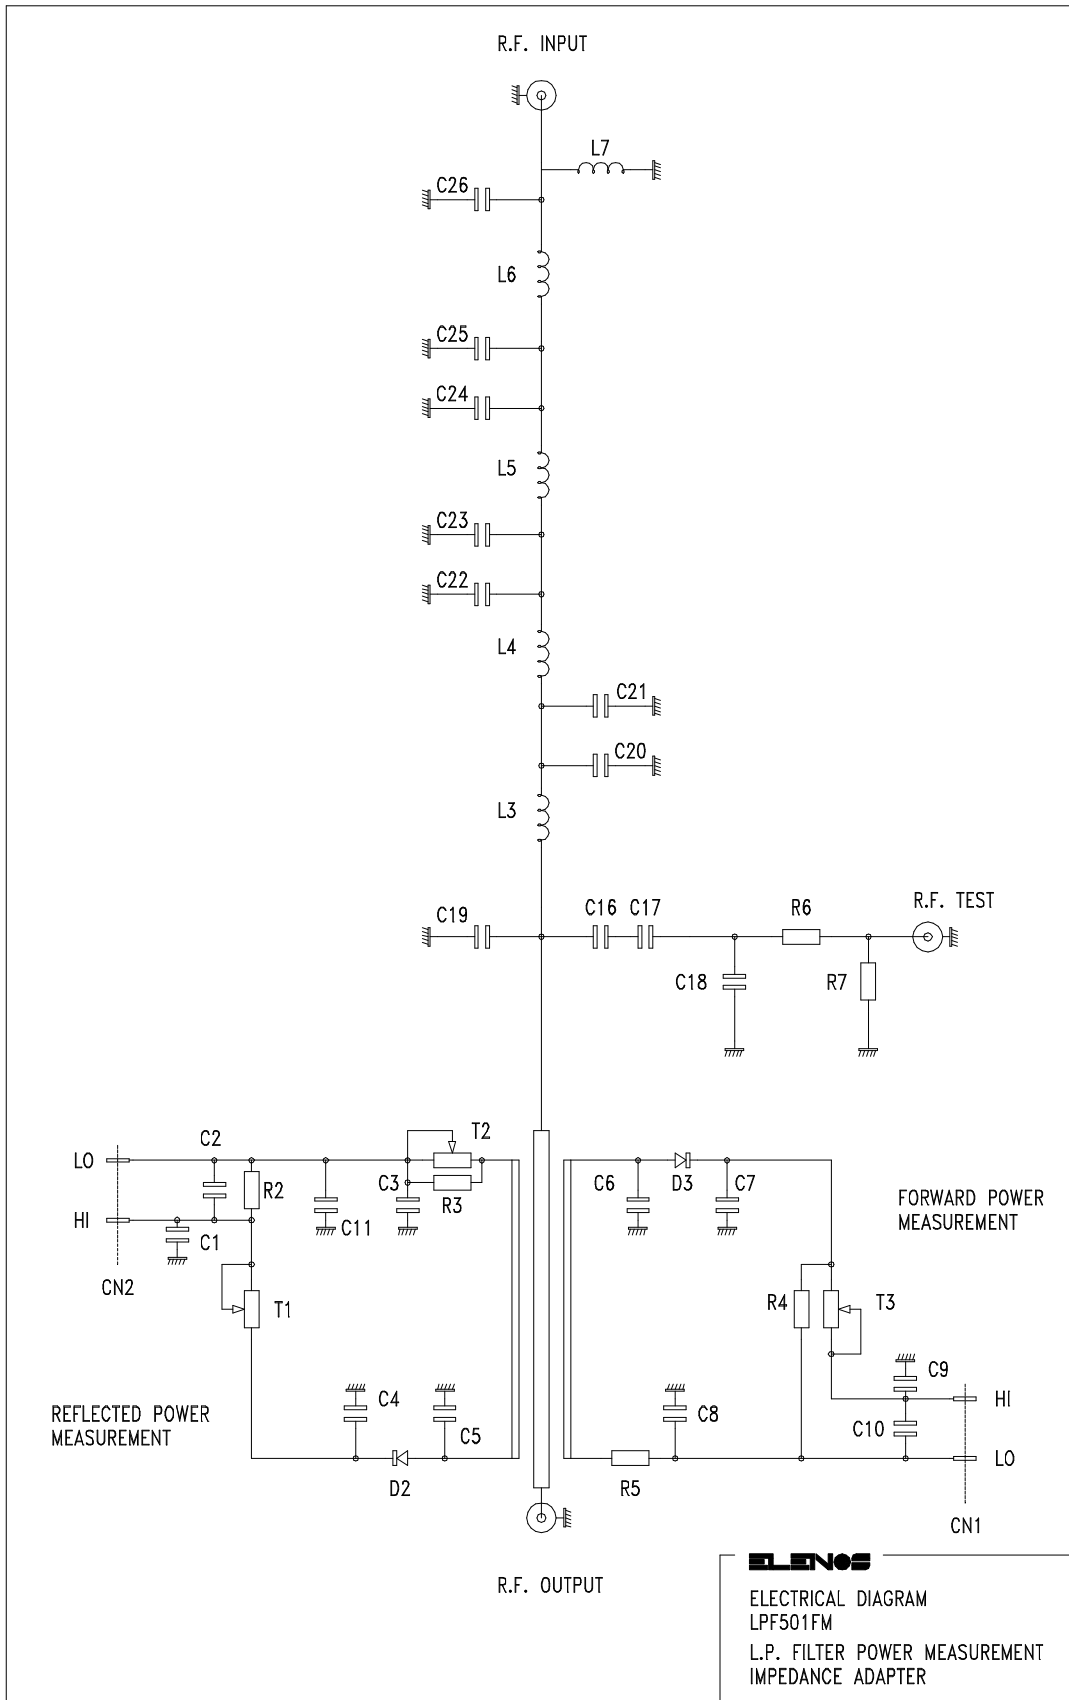 R.F. INPUT
L7
C26
L6
C25
C24
L5
C23
C22
L4
C21
C20
L3
C19
C16
C17
R6
R.F. TEST
C18
R7
LO
C2
R2
C11
C3
T2
R3
HI
C1
CN2
T1
C6
D3
C7
FORWARD POWER
MEASUREMENT
R4
T3
C4
C5
D2
REFLECTED POWER
MEASUREMENT
C8
R5
C9
C10
HI
LO
CN1
R.F. OUTPUT
ELENOS
ELECTRICAL DIAGRAM
LPF501FM
L.P. FILTER POWER MEASUREMENT
IMPEDANCE ADAPTER